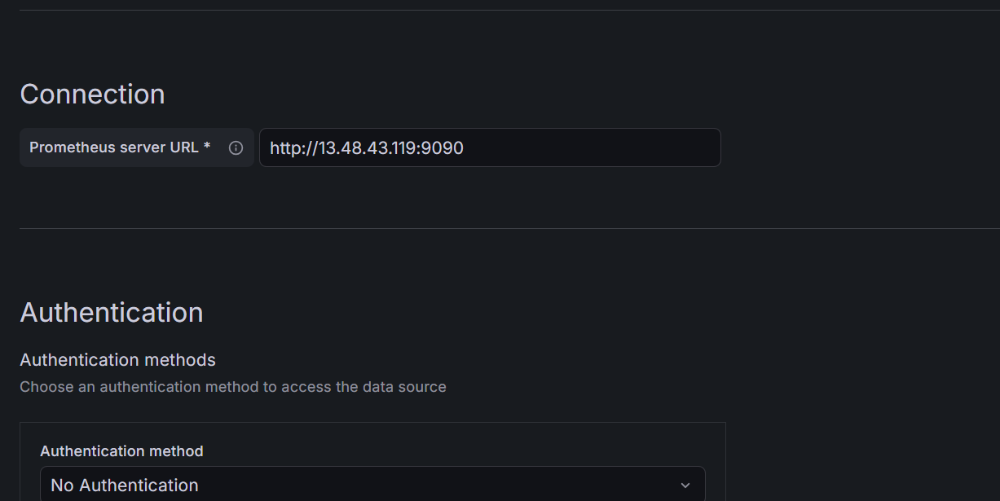 Connection
Prometheus server URL * http://13.48.43.119:9090
Authentication
Authentication methods
Choose an authentication method to access the data source
Authentication method
No Authentication